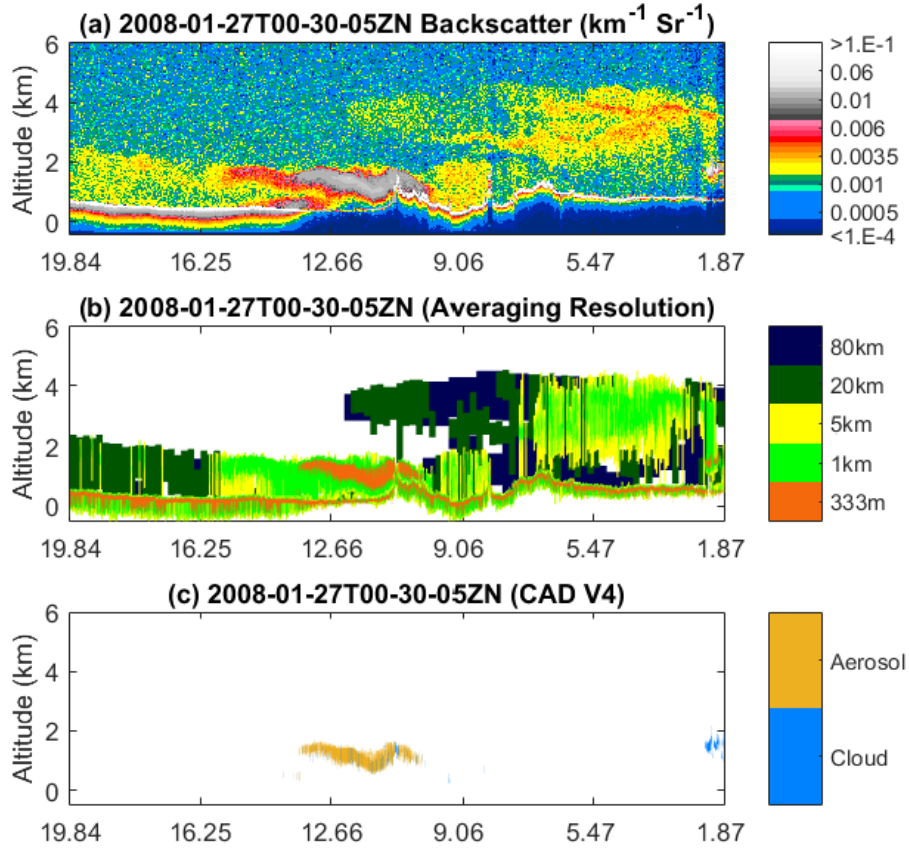 (a) 2008-01-27T00-30-05ZN Backscatter (km⁻¹ Sr⁻¹)
Altitude (km)
6
4
2
0
19.84 16.25 12.66 9.06 5.47 1.87
>1.E-1
0.06
0.01
0.006
0.0035
0.001
0.0005
<1.E-4
(b) 2008-01-27T00-30-05ZN (Averaging Resolution)
Altitude (km)
6
4
2
0
19.84 16.25 12.66 9.06 5.47 1.87
80km
20km
5km
1km
333m
(c) 2008-01-27T00-30-05ZN (CAD V4)
Altitude (km)
6
4
2
0
19.84 16.25 12.66 9.06 5.47 1.87
Aerosol
Cloud